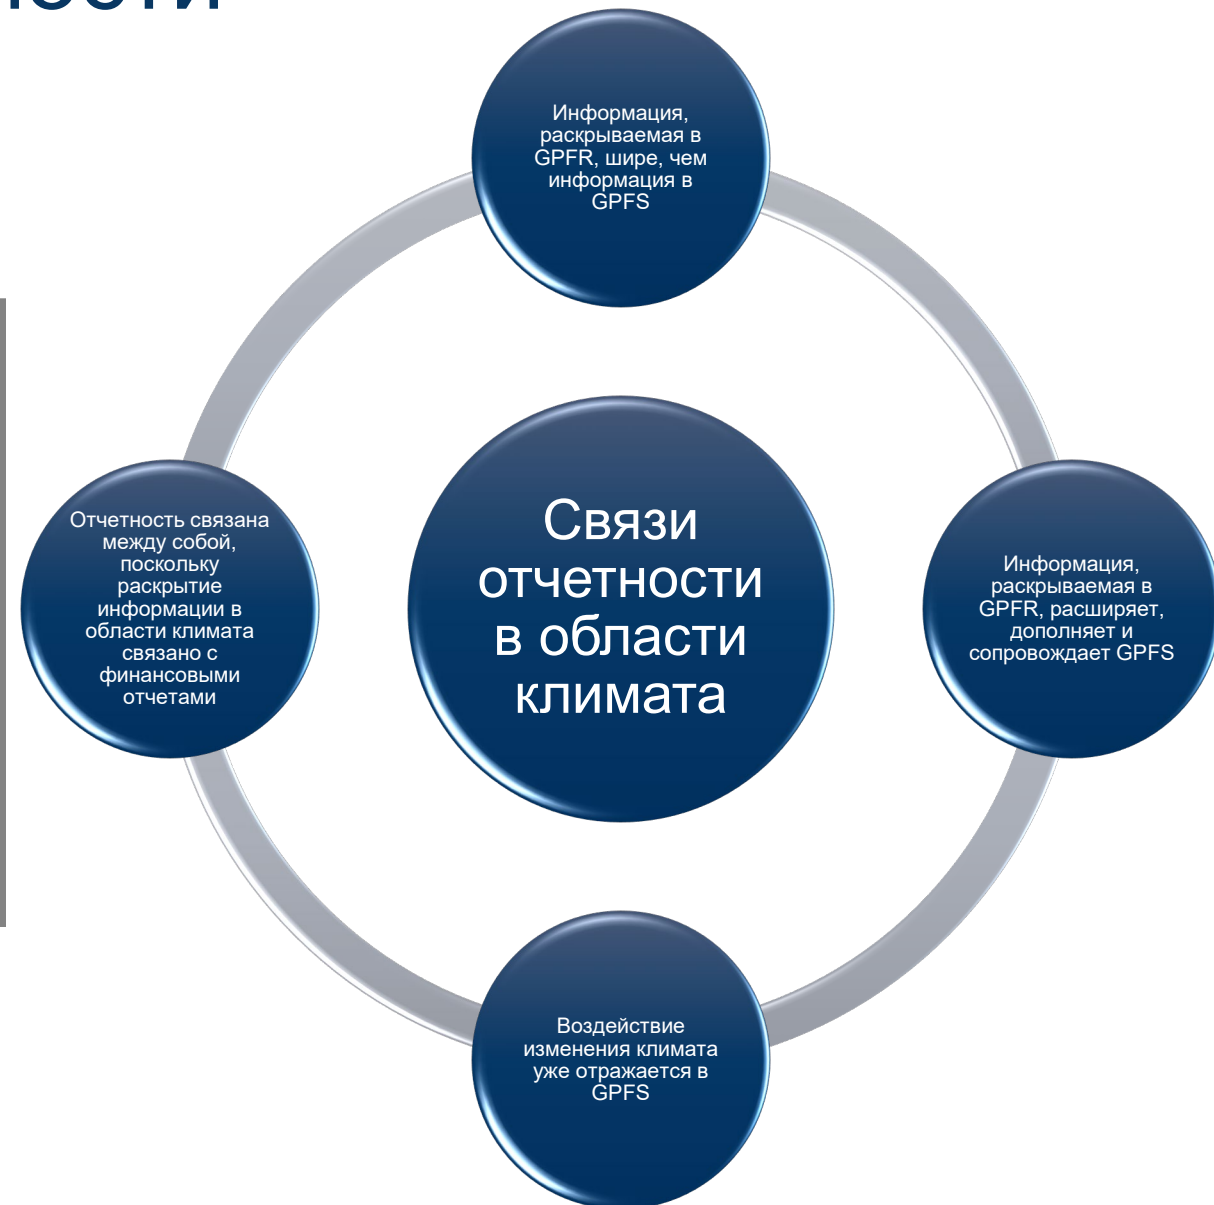 Информация,
раскрываемая в
GPFR, шире, чем
информация в
GPFS
Отчетность связана
между собой,
поскольку
раскрытие
информации в
области климата
связано с
финансовыми
отчетами
Связи
отчетности
в области
климата
Информация,
раскрываемая в
GPFR, расширяет,
дополняет и
сопровождает GPFS
Воздействие
изменения климата
уже отражается в
GPFS